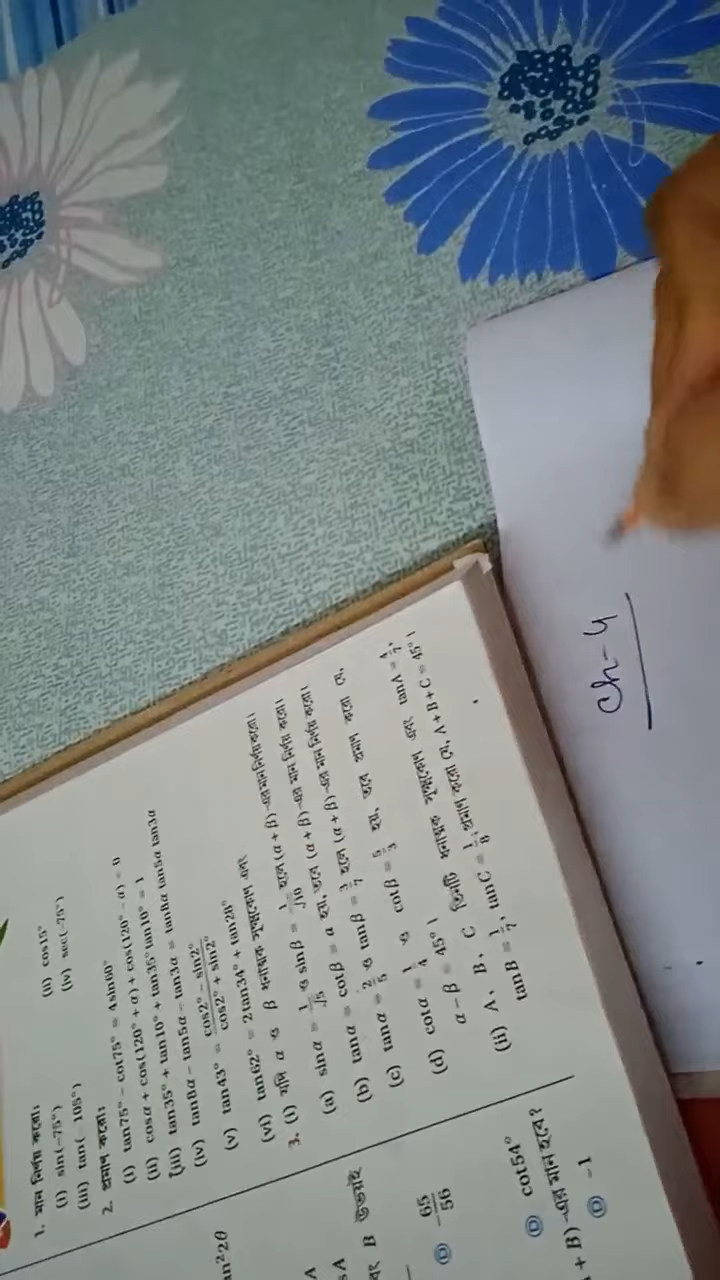 1. মান নির্ণয় করো:
(i) sin(−75°) (ii) cos15°
(iii) tan(−105°) (iv) sec(−75°)
2. প্রমাণ করো:
(i) tan75° − cot75° = 4sin60°
(ii) cosα + cos(120° + α) + cos(120° − α) = 0
(iii) tan35° + tan10° + tan35° tan10° = 1
(iv) tan8α − tan5α − tan3α = tan8α tan5α tan3α
(v) tan43° = (cos2° − sin2°)/(cos2° + sin2°)
(vi) tan62° = 2tan34° + tan28°
3. (i) যদি α ও β ধনাত্মক সূক্ষ্মকোণ এবং
(a) sinα = 1/√5 ও sinβ = 1/√10 হলে (α + β)-এর মান নির্ণয় করো।
(b) tanα = cotβ = a হয়, তবে (α + β)-এর মান নির্ণয় করো।
(c) tanα = 2/5 ও tanβ = 3/7 হলে (α + β)-এর মান নির্ণয় করো।
(d) cotα = 1/4 ও cotβ = 5/3 হয়, তবে প্রমাণ করো যে,
α − β = 45°।
(ii) A, B, C তিনটি ধনাত্মক সূক্ষ্মকোণ এবং tanA = 4/7,
tanB = 1/7, tanC = 1/8; প্রমাণ করো যে, A + B + C = 45°।
Ch-4
B উভয়ই
D −65/56
D cot54°
+ B)-এর মান হবে?
D −1